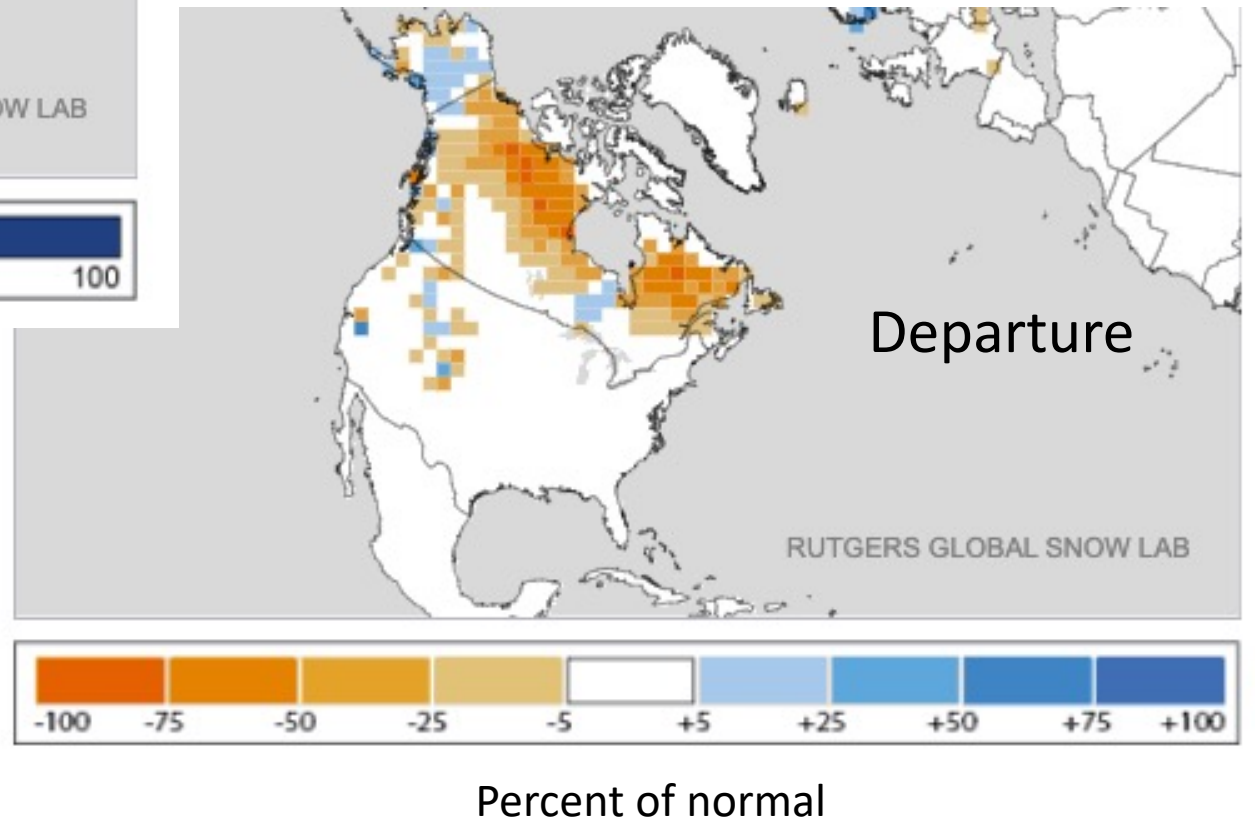 OW LAB
100
Departure
RUTGERS GLOBAL SNOW LAB
-100 -75 -50 -25 -5 +5 +25 +50 +75 +100
Percent of normal